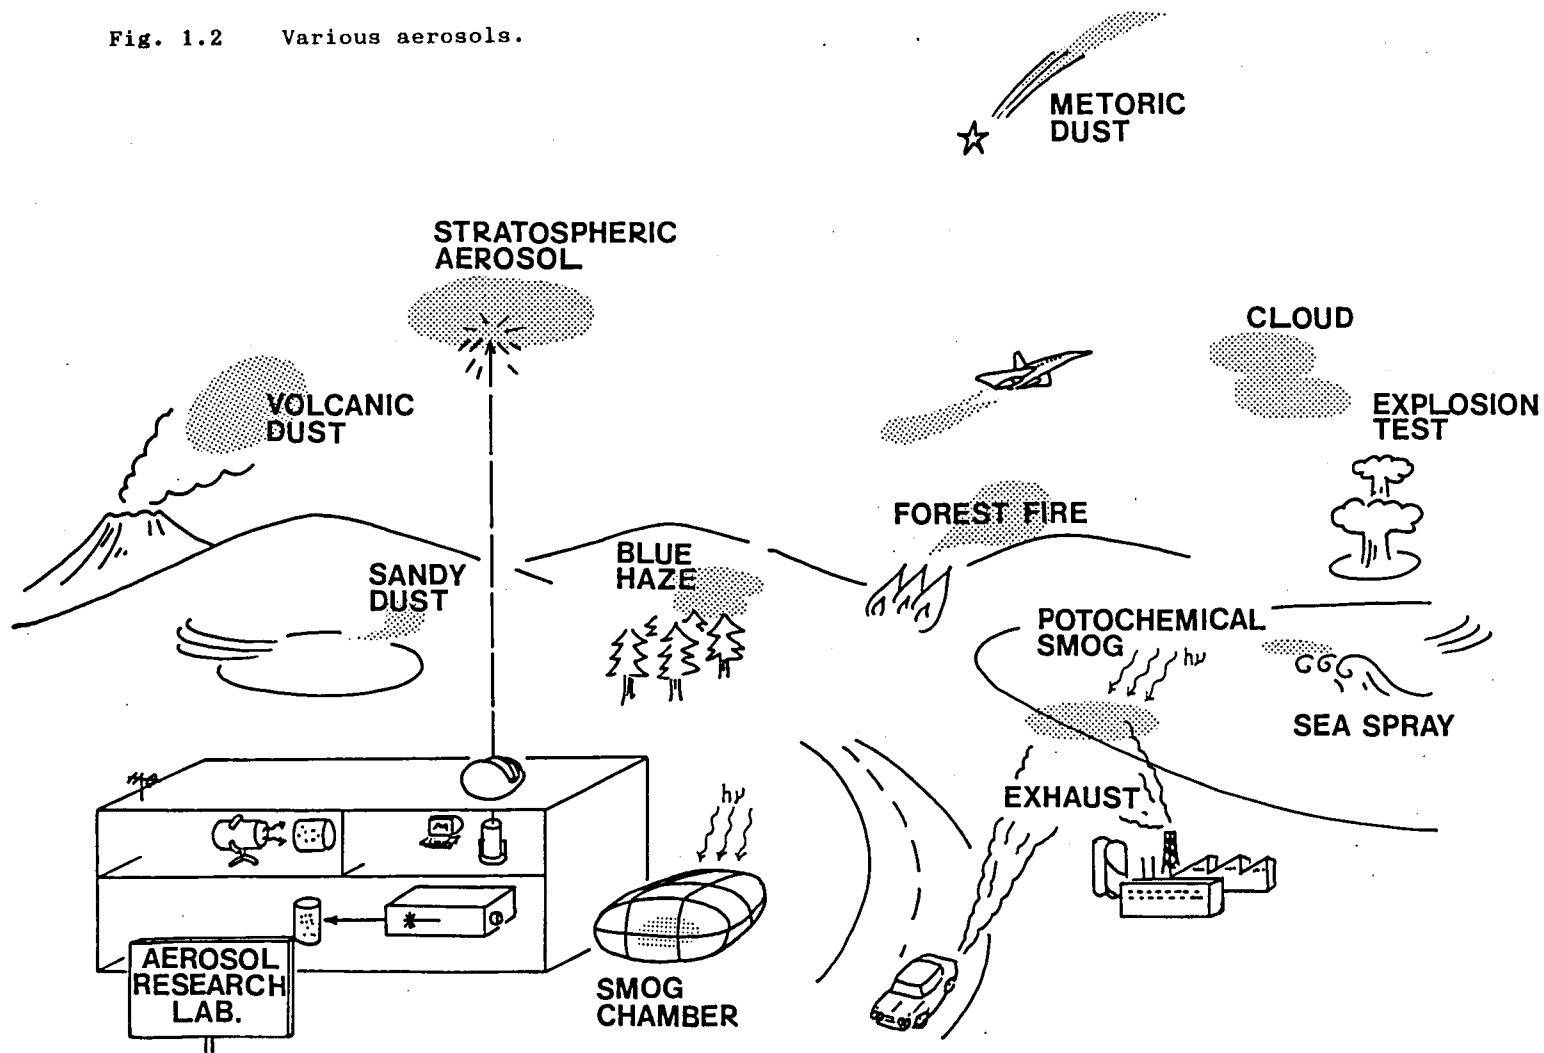 Fig. 1.2 Various aerosols.
METORIC
DUST
STRATOSPHERIC
AEROSOL
CLOUD
VOLCANIC
DUST
EXPLOSION
TEST
FOREST FIRE
BLUE
HAZE
SANDY
DUST
POTOCHEMICAL
SMOG
hν
SEA SPRAY
EXHAUST
hν
AEROSOL
RESEARCH
LAB.
SMOG
CHAMBER